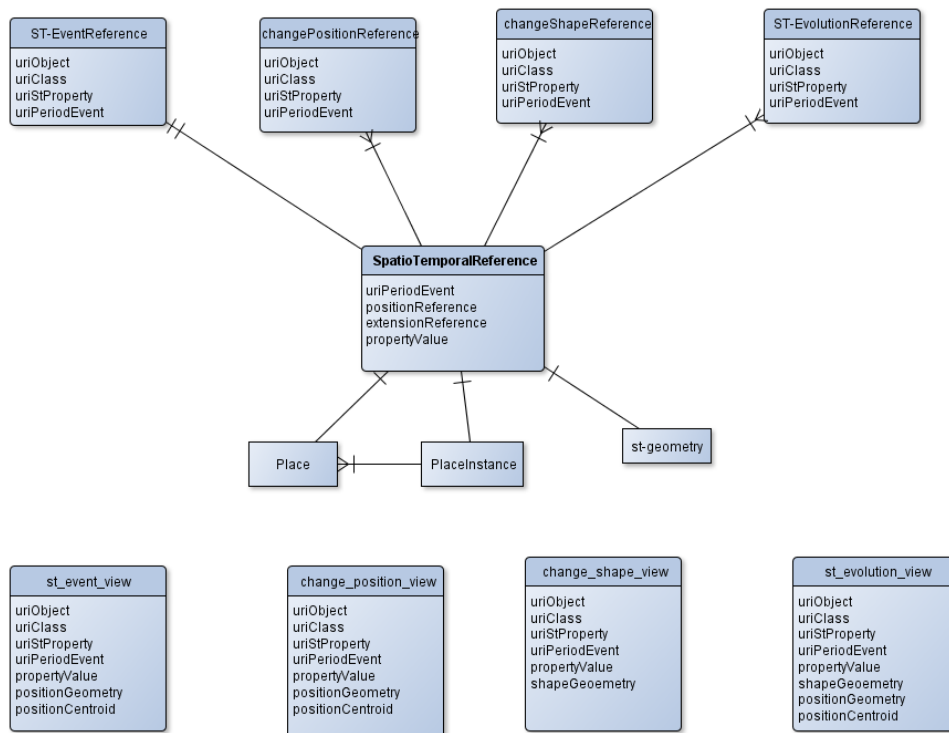 ST-EventReference
uriObject
uriClass
uriStProperty
uriPeriodEvent
changePositionReference
uriObject
uriClass
uriStProperty
uriPeriodEvent
changeShapeReference
uriObject
uriClass
uriStProperty
uriPeriodEvent
ST-EvolutionReference
uriObject
uriClass
uriStProperty
uriPeriodEvent
SpatioTemporalReference
uriPeriodEvent
positionReference
extensionReference
propertyValue
Place
PlaceInstance
st-geometry
st_event_view
uriObject
uriClass
uriStProperty
uriPeriodEvent
propertyValue
positionGeometry
positionCentroid
change_position_view
uriObject
uriClass
uriStProperty
uriPeriodEvent
propertyValue
positionGeometry
positionCentroid
change_shape_view
uriObject
uriClass
uriStProperty
uriPeriodEvent
propertyValue
shapeGeoemetry
st_evolution_view
uriObject
uriClass
uriStProperty
uriPeriodEvent
propertyValue
shapeGeoemetry
positionGeometry
positionCentroid